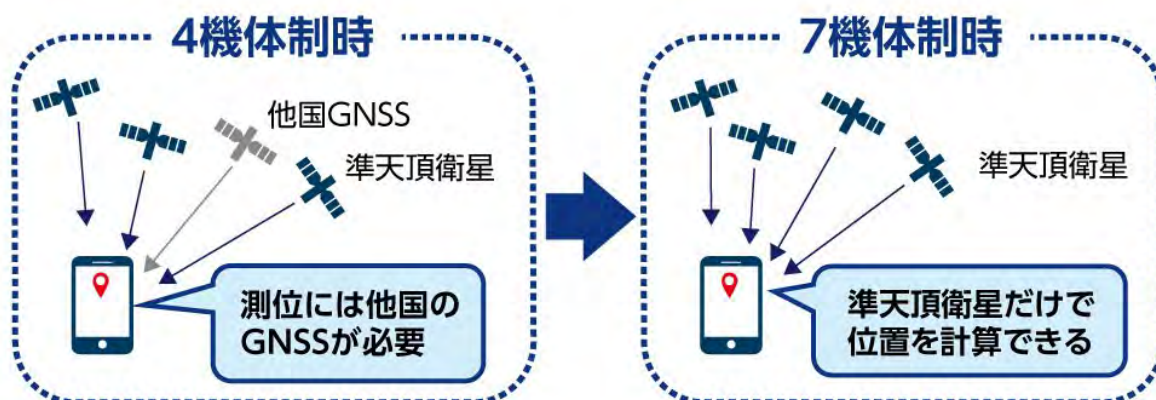 4機体制時
他国GNSS
準天頂衛星
測位には他国の
GNSSが必要
7機体制時
準天頂衛星
準天頂衛星だけで
位置を計算できる